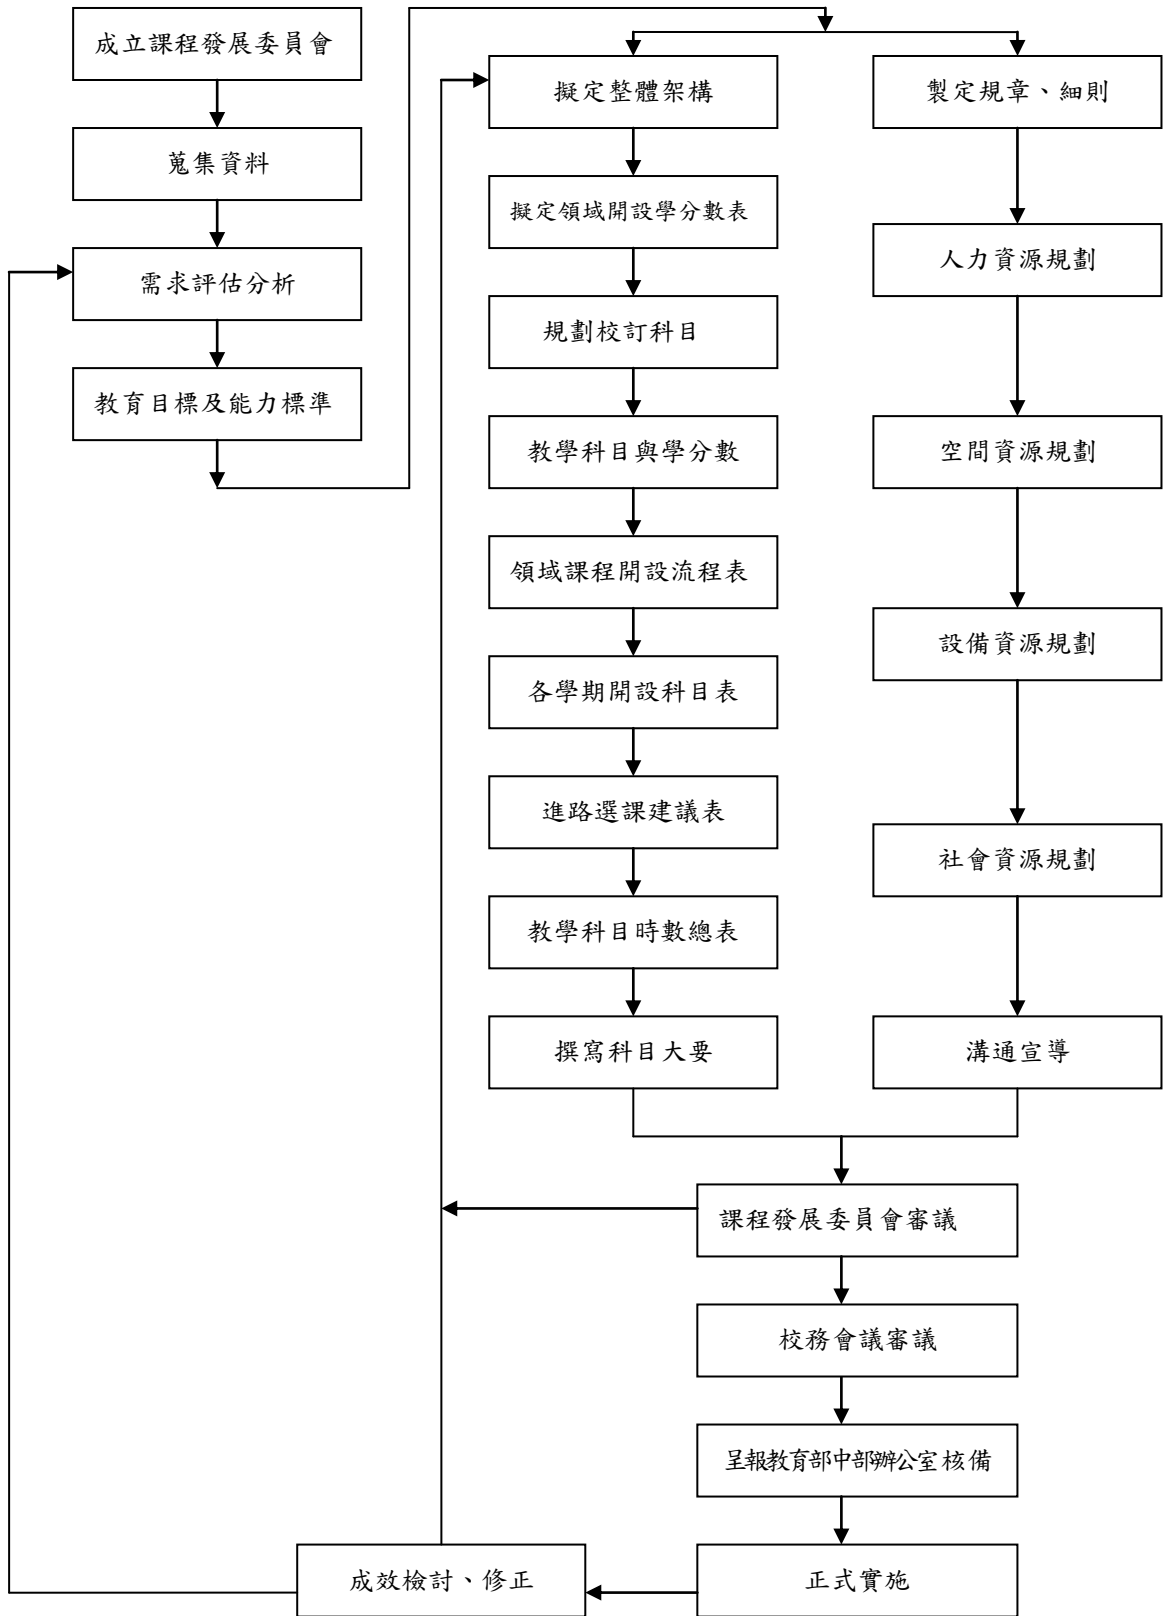 成立課程發展委員會
蒐集資料
需求評估分析
教育目標及能力標準
擬定整體架構
擬定領域開設學分數表
規劃校訂科目
教學科目與學分數
領域課程開設流程表
各學期開設科目表
進路選課建議表
教學科目時數總表
撰寫科目大要
製定規章、細則
人力資源規劃
空間資源規劃
設備資源規劃
社會資源規劃
溝通宣導
課程發展委員會審議
校務會議審議
呈報教育部中部辦公室核備
正式實施
成效檢討、修正